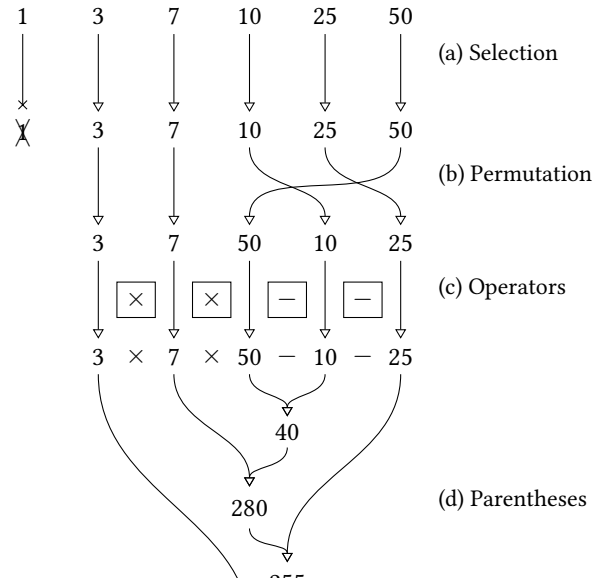 1 3 7 10 25 50
(a) Selection
1 3 7 10 25 50
(b) Permutation
3 7 50 10 25
(c) Operators
× × − −
3 × 7 × 50 − 10 − 25
40
280
(d) Parentheses